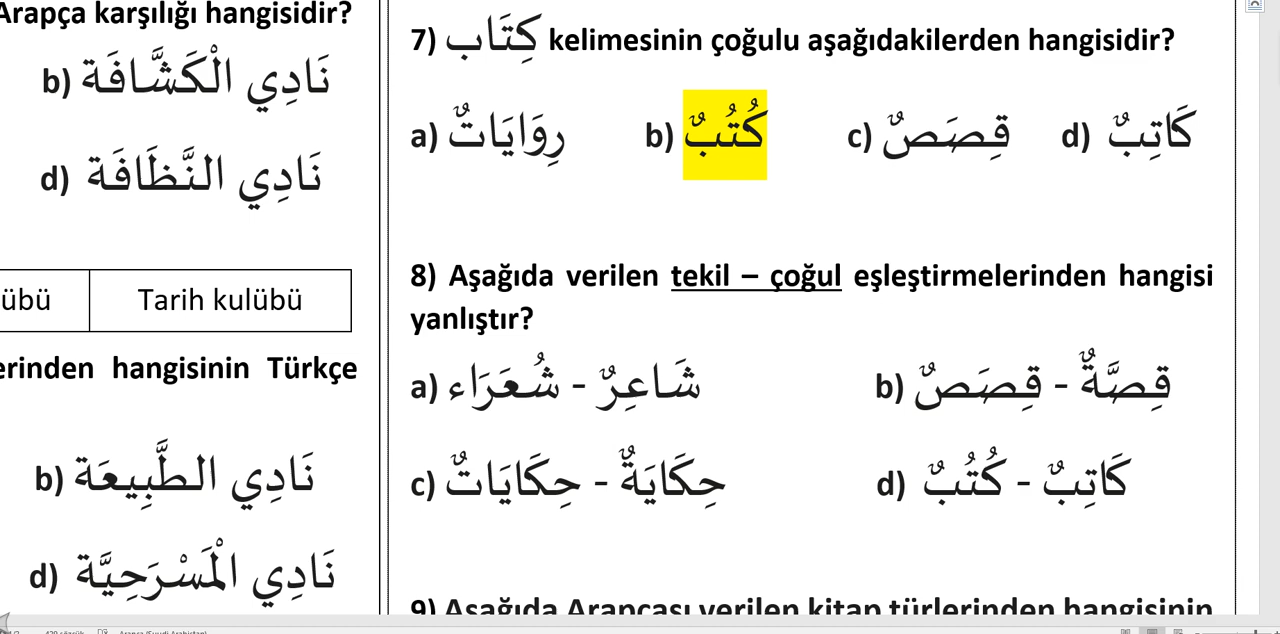 Arapça karşılığı hangisidir?
b) نَادِي الْكَشَّافَة
d) نَادِي النَّظَافَة
übü Tarih kulübü
erinden hangisinin Türkçe
b) نَادِي الطَّبِيعَة
d) نَادِي الْمَسْرَحِيَّة
7) كِتَاب kelimesinin çoğulu aşağıdakilerden hangisidir?
a) رِوَايَاتٌ b) كُتُبٌ c) قِصَصٌ d) كَاتِبٌ
8) Aşağıda verilen tekil – çoğul eşleştirmelerinden hangisi
yanlıştır?
a) شَاعِرٌ - شُعَرَاء b) قِصَّةٌ - قِصَصٌ
c) حِكَايَةٌ - حِكَايَاتٌ d) كَاتِبٌ - كُتُبٌ
9) Aşağıda Arapçası verilen kitap türlerinden hangisinin